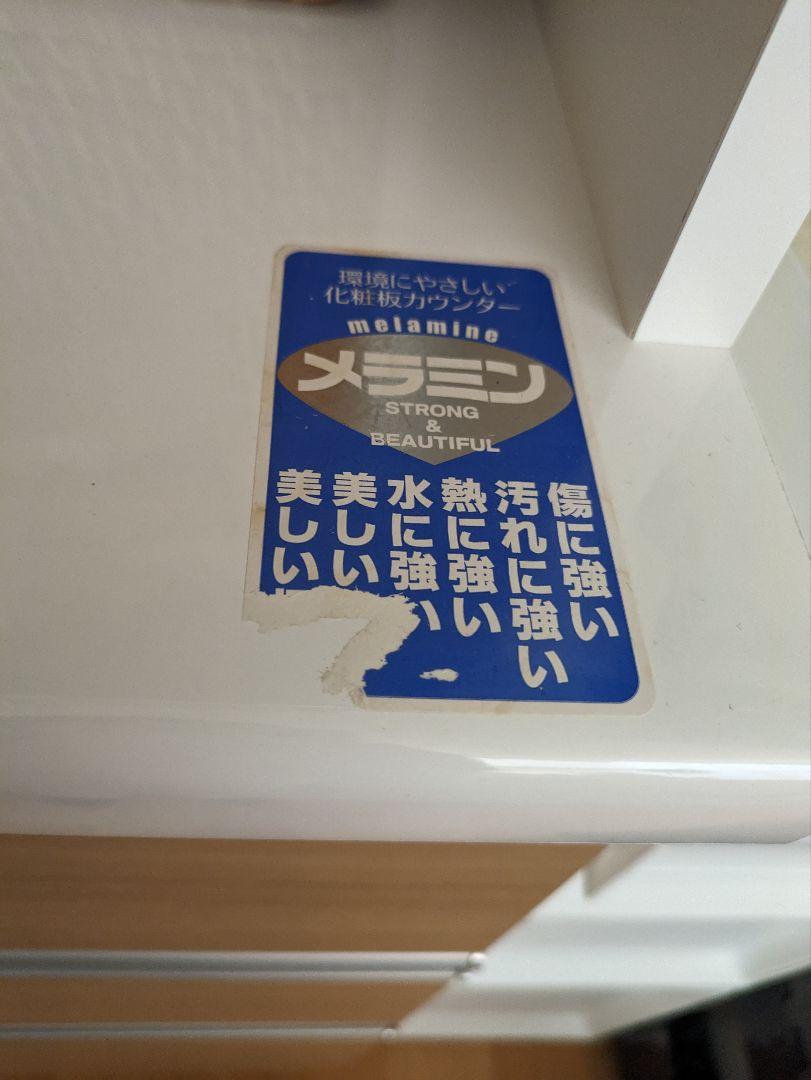 環境にやさしい
化粧板カウンター
melamine
メラミン
STRONG
&
BEAUTIFUL
傷に強い
汚れに強い
熱に強い
水に強い
美しい
美しい